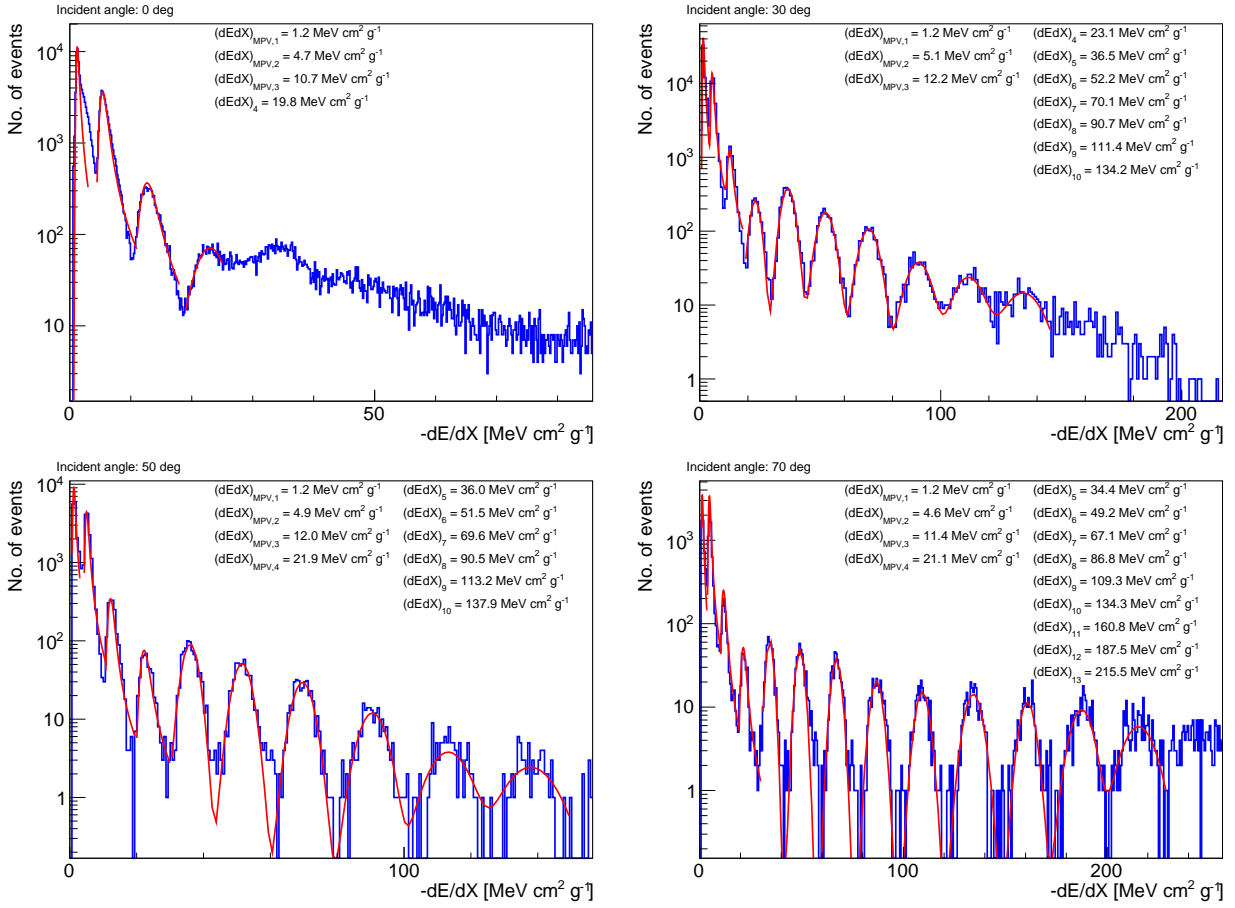 Incident angle: 0 deg
No. of events
(dEdX)MPV,1 = 1.2 MeV cm² g⁻¹
(dEdX)MPV,2 = 4.7 MeV cm² g⁻¹
(dEdX)MPV,3 = 10.7 MeV cm² g⁻¹
(dEdX)4 = 19.8 MeV cm² g⁻¹
10⁴
10³
10²
10
0 50
-dE/dX [MeV cm² g⁻¹]
Incident angle: 30 deg
No. of events
(dEdX)MPV,1 = 1.2 MeV cm² g⁻¹ (dEdX)4 = 23.1 MeV cm² g⁻¹
(dEdX)MPV,2 = 5.1 MeV cm² g⁻¹ (dEdX)5 = 36.5 MeV cm² g⁻¹
(dEdX)MPV,3 = 12.2 MeV cm² g⁻¹ (dEdX)6 = 52.2 MeV cm² g⁻¹
(dEdX)7 = 70.1 MeV cm² g⁻¹
(dEdX)8 = 90.7 MeV cm² g⁻¹
(dEdX)9 = 111.4 MeV cm² g⁻¹
(dEdX)10 = 134.2 MeV cm² g⁻¹
10⁴
10³
10²
10
1
0 100 200
-dE/dX [MeV cm² g⁻¹]
Incident angle: 50 deg
No. of events
(dEdX)MPV,1 = 1.2 MeV cm² g⁻¹ (dEdX)5 = 36.0 MeV cm² g⁻¹
(dEdX)MPV,2 = 4.9 MeV cm² g⁻¹ (dEdX)6 = 51.5 MeV cm² g⁻¹
(dEdX)MPV,3 = 12.0 MeV cm² g⁻¹ (dEdX)7 = 69.6 MeV cm² g⁻¹
(dEdX)MPV,4 = 21.9 MeV cm² g⁻¹ (dEdX)8 = 90.5 MeV cm² g⁻¹
(dEdX)9 = 113.2 MeV cm² g⁻¹
(dEdX)10 = 137.9 MeV cm² g⁻¹
10⁴
10³
10²
10
1
0 100
-dE/dX [MeV cm² g⁻¹]
Incident angle: 70 deg
No. of events
(dEdX)MPV,1 = 1.2 MeV cm² g⁻¹ (dEdX)5 = 34.4 MeV cm² g⁻¹
(dEdX)MPV,2 = 4.6 MeV cm² g⁻¹ (dEdX)6 = 49.2 MeV cm² g⁻¹
(dEdX)MPV,3 = 11.4 MeV cm² g⁻¹ (dEdX)7 = 67.1 MeV cm² g⁻¹
(dEdX)MPV,4 = 21.1 MeV cm² g⁻¹ (dEdX)8 = 86.8 MeV cm² g⁻¹
(dEdX)9 = 109.3 MeV cm² g⁻¹
(dEdX)10 = 134.3 MeV cm² g⁻¹
(dEdX)11 = 160.8 MeV cm² g⁻¹
(dEdX)12 = 187.5 MeV cm² g⁻¹
(dEdX)13 = 215.5 MeV cm² g⁻¹
10³
10²
10
1
0 100 200
-dE/dX [MeV cm² g⁻¹]